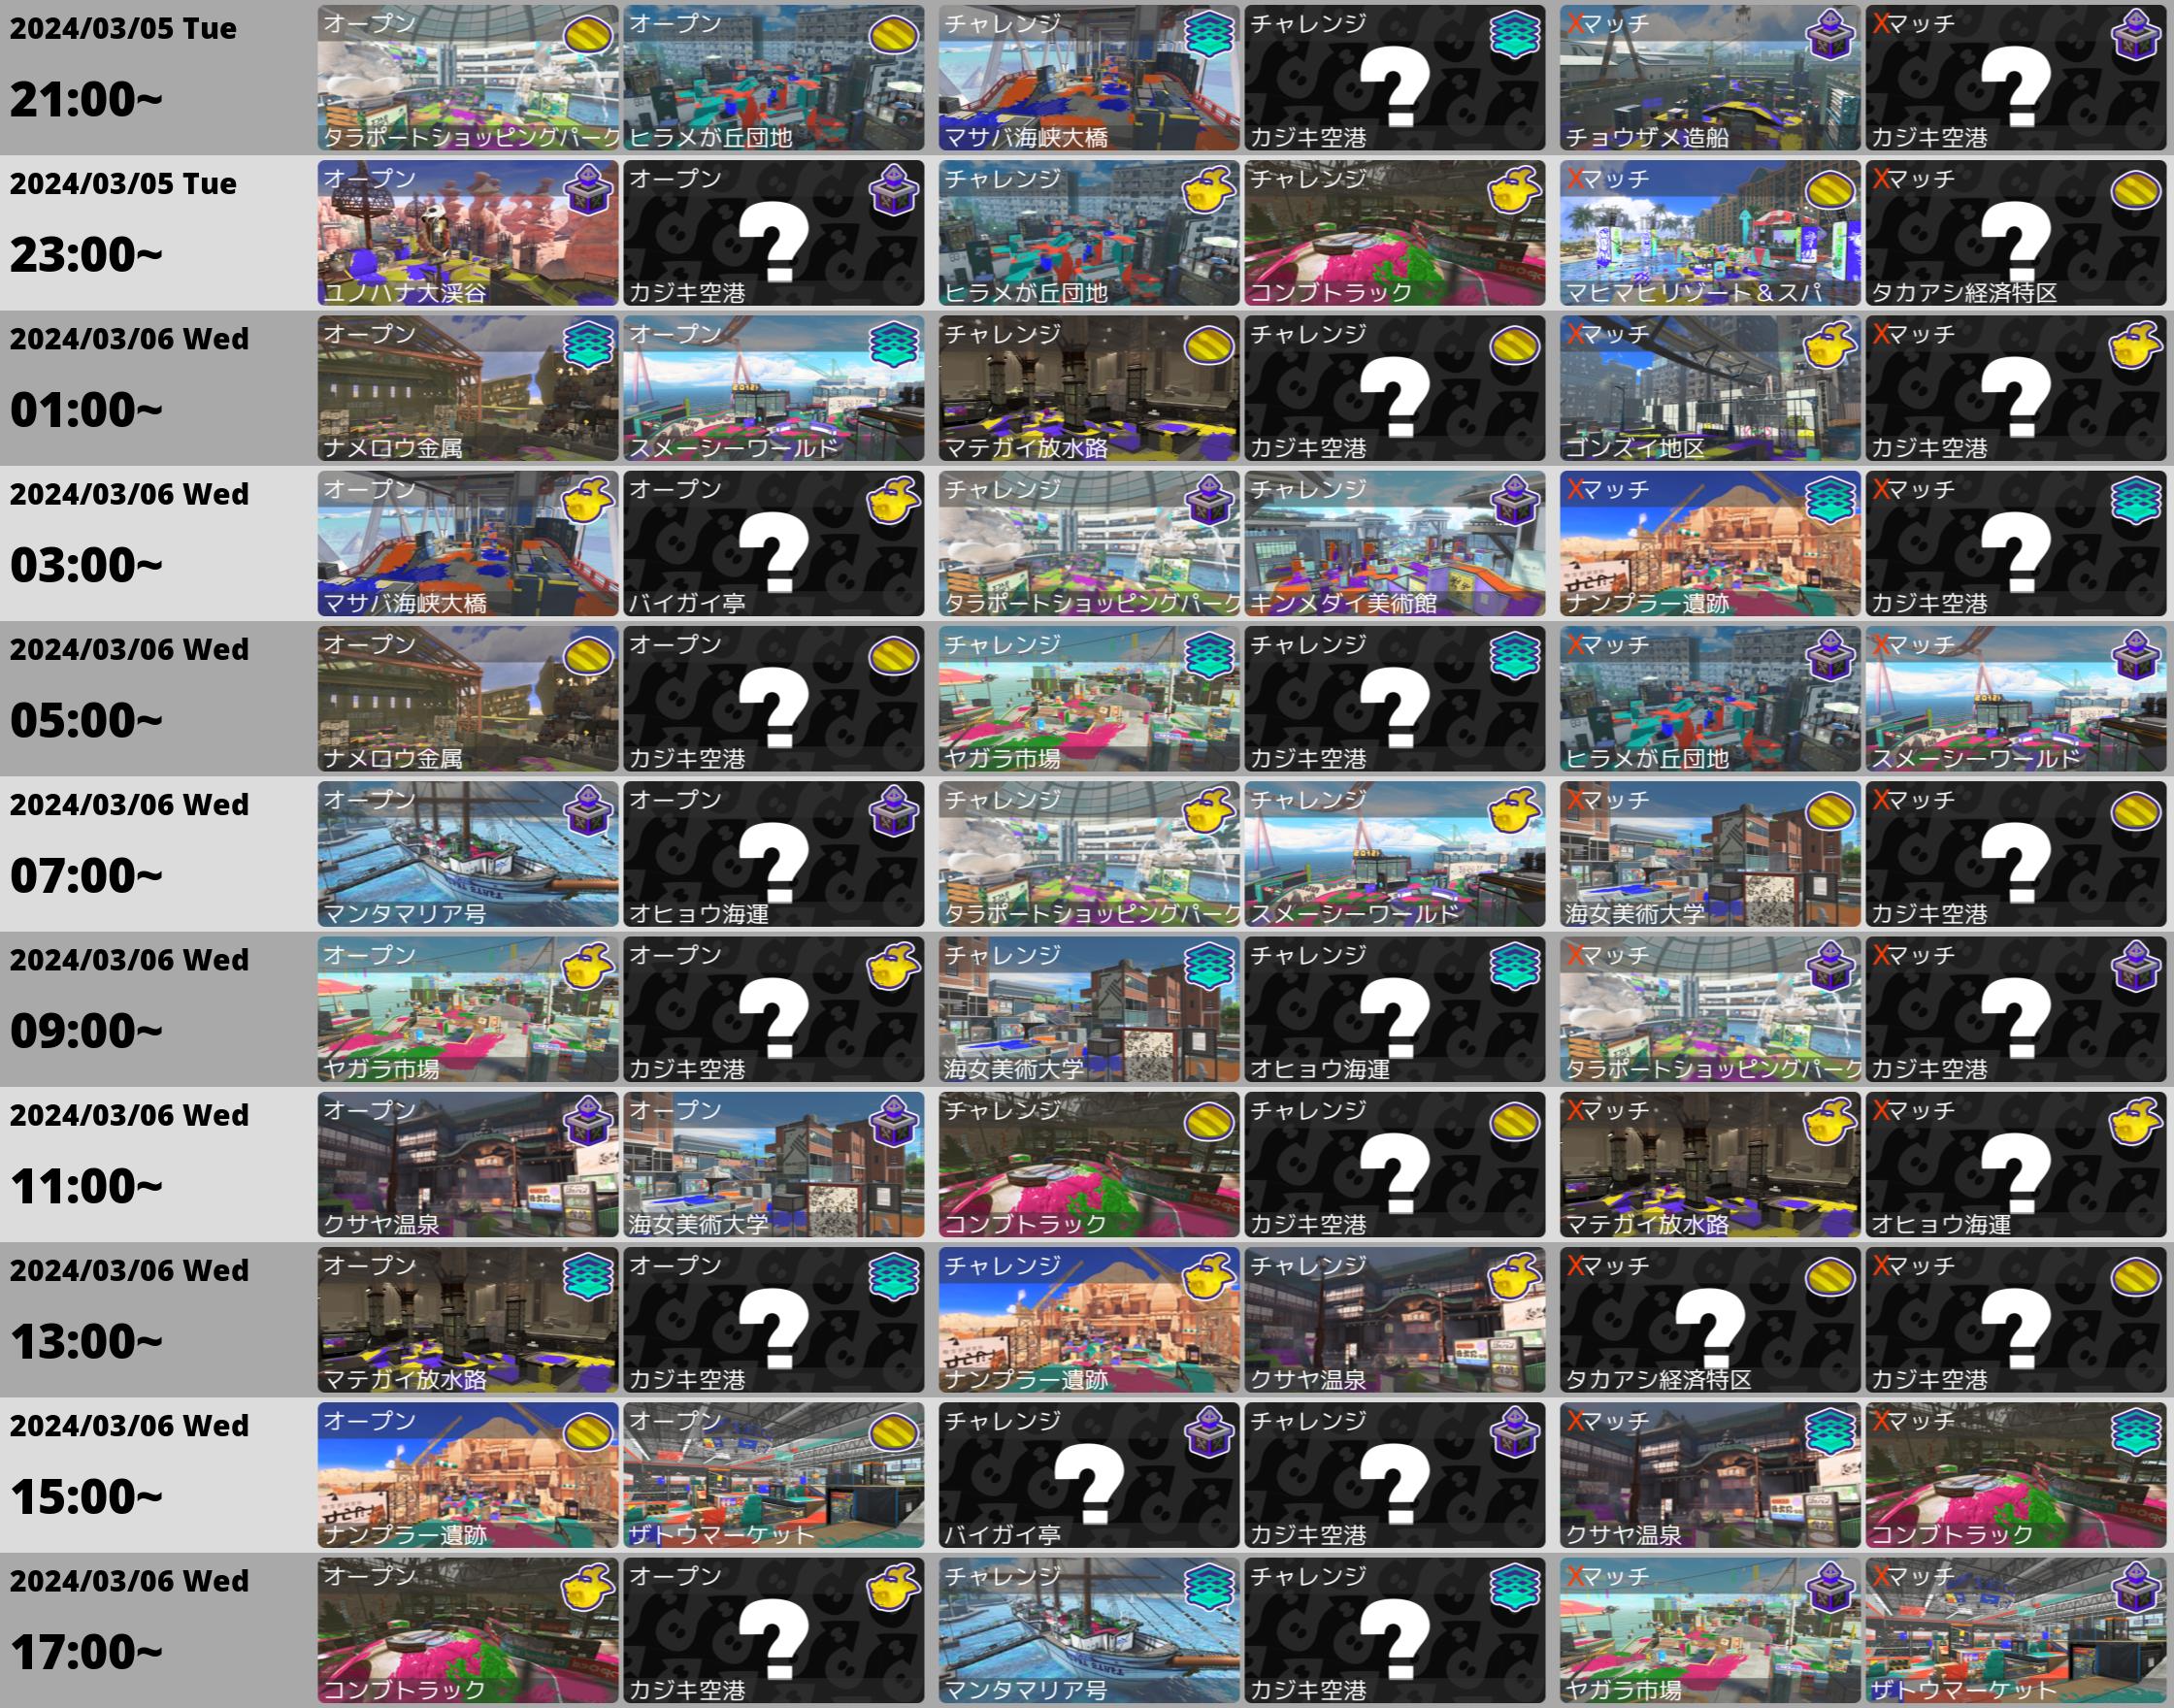 2024/03/05 Tue
21:00~
オープン
タラポートショッピングパーク
オープン
ヒラメが丘団地
チャレンジ
マサバ海峡大橋
チャレンジ
カジキ空港
Xマッチ
チョウザメ造船
Xマッチ
カジキ空港
2024/03/05 Tue
23:00~
オープン
ユノハナ大渓谷
オープン
カジキ空港
チャレンジ
ヒラメが丘団地
チャレンジ
コンブトラック
Xマッチ
マヒマヒリゾート＆スパ
Xマッチ
タカアシ経済特区
2024/03/06 Wed
01:00~
オープン
ナメロウ金属
オープン
スメーシーワールド
チャレンジ
マテガイ放水路
チャレンジ
カジキ空港
Xマッチ
ゴンズイ地区
Xマッチ
カジキ空港
2024/03/06 Wed
03:00~
オープン
マサバ海峡大橋
オープン
バイガイ亭
チャレンジ
タラポートショッピングパーク
チャレンジ
キンメダイ美術館
Xマッチ
ナンプラー遺跡
Xマッチ
カジキ空港
2024/03/06 Wed
05:00~
オープン
ナメロウ金属
オープン
カジキ空港
チャレンジ
ヤガラ市場
チャレンジ
カジキ空港
Xマッチ
ヒラメが丘団地
Xマッチ
スメーシーワールド
2024/03/06 Wed
07:00~
オープン
マンタマリア号
オープン
オヒョウ海運
チャレンジ
タラポートショッピングパーク
チャレンジ
スメーシーワールド
Xマッチ
海女美術大学
Xマッチ
カジキ空港
2024/03/06 Wed
09:00~
オープン
ヤガラ市場
オープン
カジキ空港
チャレンジ
海女美術大学
チャレンジ
オヒョウ海運
Xマッチ
タラポートショッピングパーク
Xマッチ
カジキ空港
2024/03/06 Wed
11:00~
オープン
クサヤ温泉
オープン
海女美術大学
チャレンジ
コンブトラック
チャレンジ
カジキ空港
Xマッチ
マテガイ放水路
Xマッチ
オヒョウ海運
2024/03/06 Wed
13:00~
オープン
マテガイ放水路
オープン
カジキ空港
チャレンジ
ナンプラー遺跡
チャレンジ
クサヤ温泉
Xマッチ
タカアシ経済特区
Xマッチ
カジキ空港
2024/03/06 Wed
15:00~
オープン
ナンプラー遺跡
オープン
ザトウマーケット
チャレンジ
バイガイ亭
チャレンジ
カジキ空港
Xマッチ
クサヤ温泉
Xマッチ
コンブトラック
2024/03/06 Wed
17:00~
オープン
コンブトラック
オープン
カジキ空港
チャレンジ
マンタマリア号
チャレンジ
カジキ空港
Xマッチ
ヤガラ市場
Xマッチ
ザトウマーケット